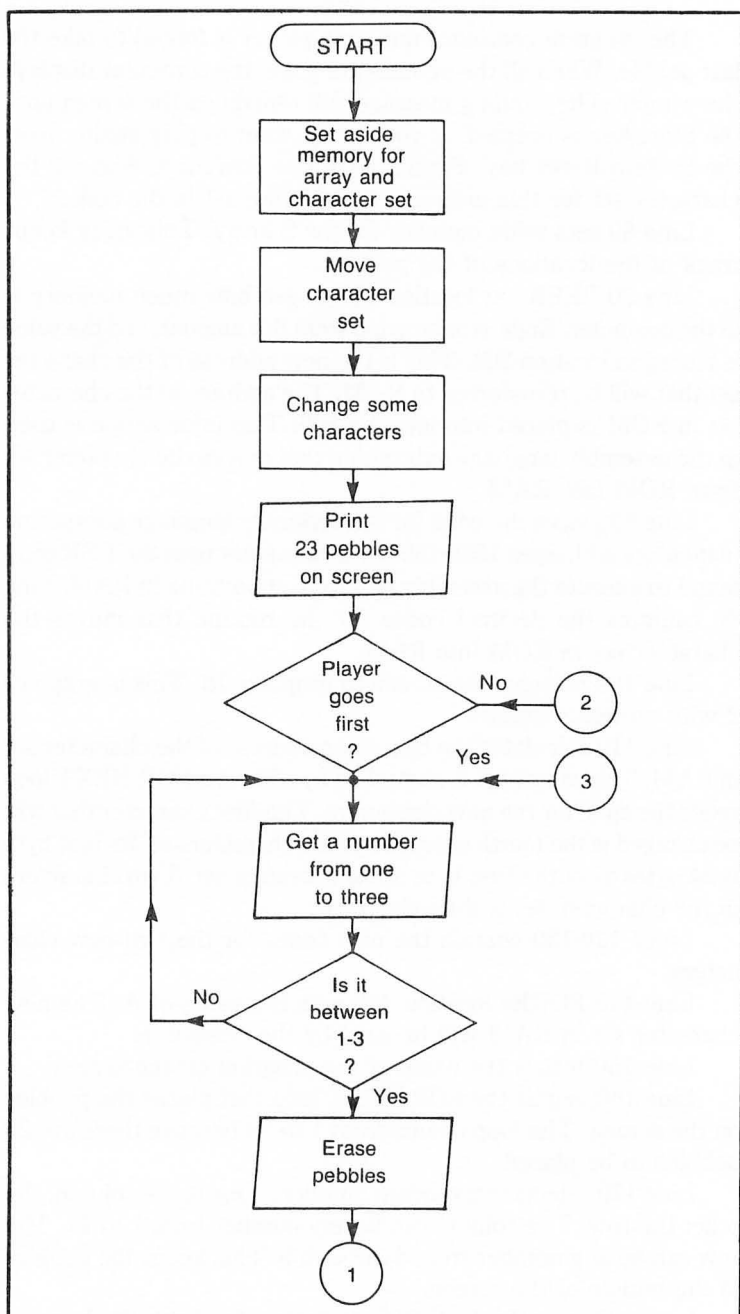 START
Set aside
memory for
array and
character set
Move
character
set
Change some
characters
Print
23 pebbles
on screen
Player
goes
first
?
No
2
Yes
3
Get a number
from one
to three
Is it
between
1-3
?
No
Yes
Erase
pebbles
1